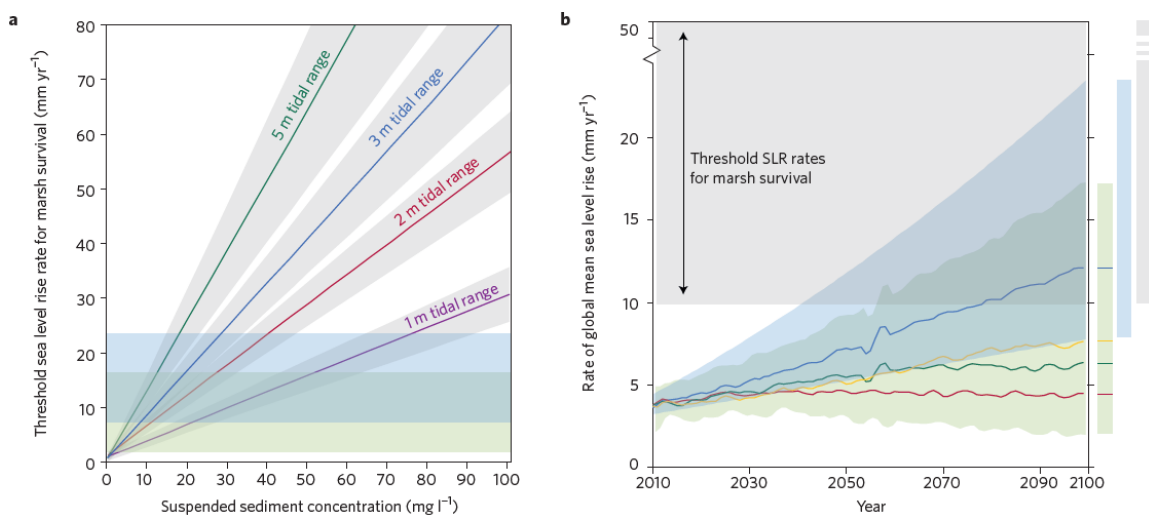 a
Threshold sea level rise rate for marsh survival (mm yr⁻¹)
80
70
60
50
40
30
20
10
0
5 m tidal range
3 m tidal range
2 m tidal range
1 m tidal range
0 10 20 30 40 50 60 70 80 90 100
Suspended sediment concentration (mg l⁻¹)
b
Rate of global mean sea level rise (mm yr⁻¹)
50
20
15
10
5
0
Threshold SLR rates
for marsh survival
2010 2030 2050 2070 2090 2100
Year